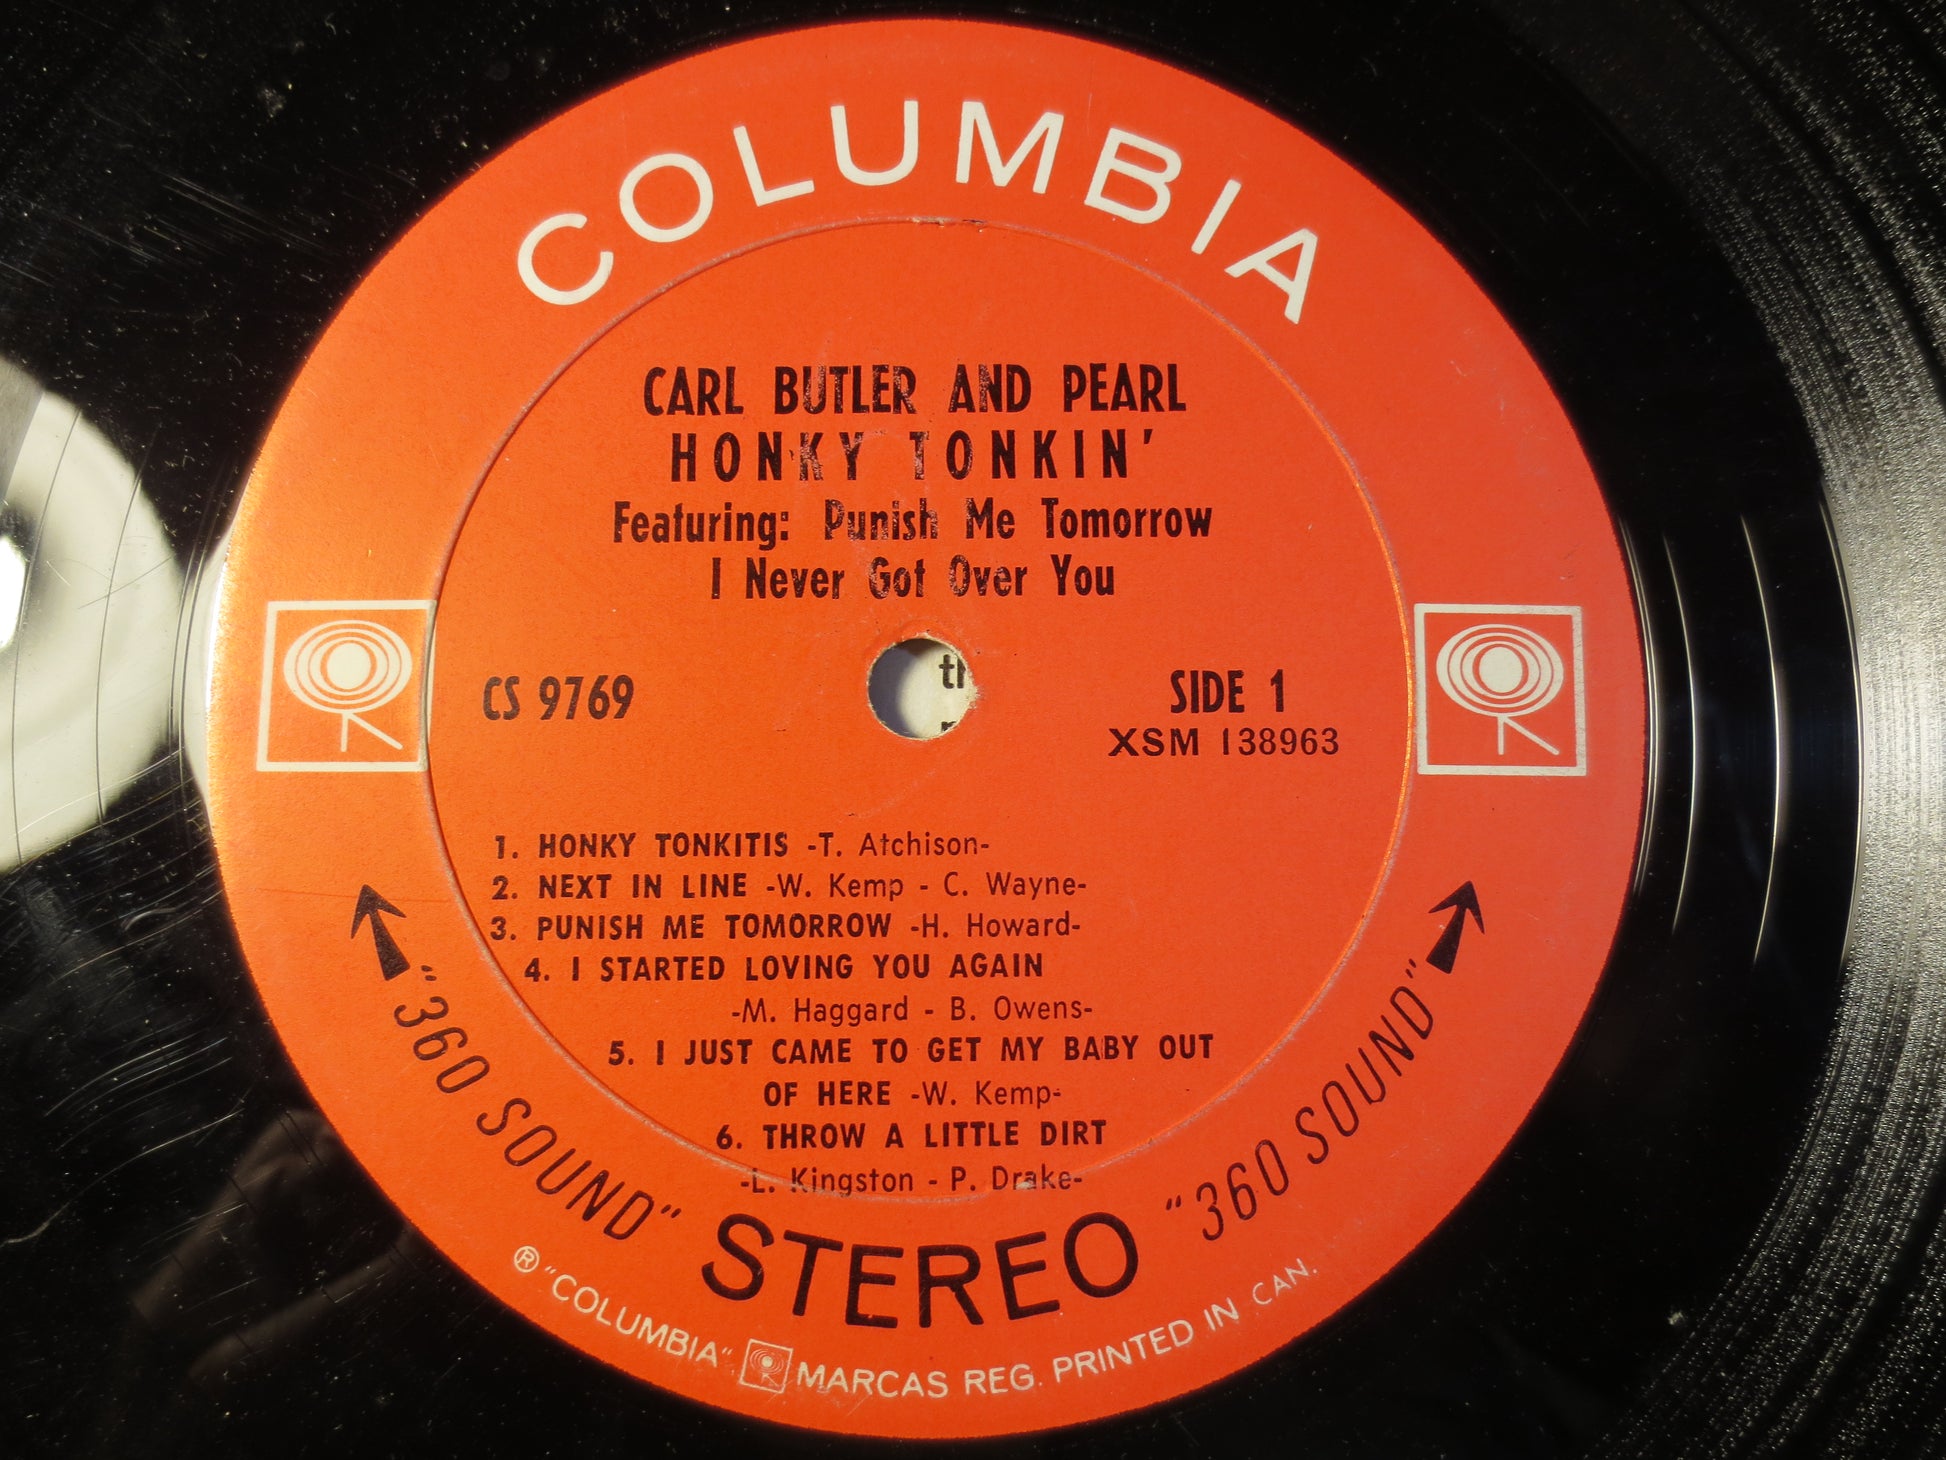 COLUMBIA
CARL BUTLER AND PEARL
HONKY TONKIN'
Featuring: Punish Me Tomorrow
I Never Got Over You
CS 9769
SIDE 1
XSM 138963
1. HONKY TONKITIS -T. Atchison-
2. NEXT IN LINE -W. Kemp - C. Wayne-
3. PUNISH ME TOMORROW -H. Howard-
4. I STARTED LOVING YOU AGAIN
-M. Haggard - B. Owens-
5. I JUST CAME TO GET MY BABY OUT
OF HERE -W. Kemp-
6. THROW A LITTLE DIRT
-L. Kingston - P. Drake-
"360 SOUND" STEREO "360 SOUND"
® "COLUMBIA" MARCAS REG. PRINTED IN CAN.